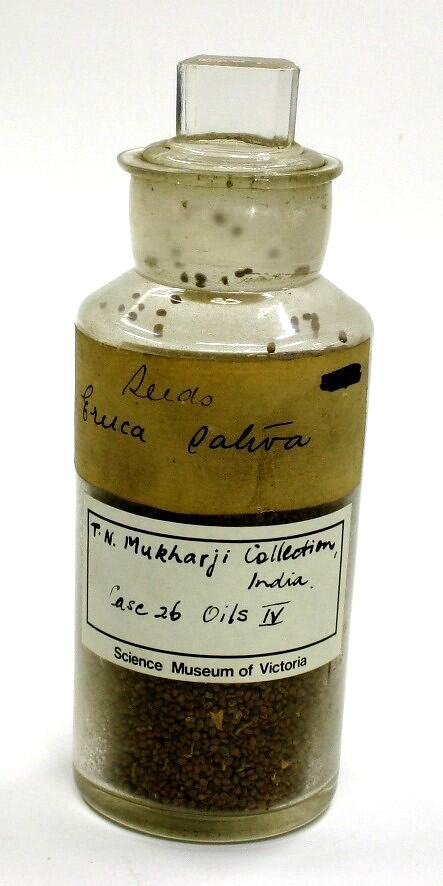 Seeds
Eruca Sativa
T. N. Mukharji Collection,
India.
Case 26 Oils IV
Science Museum of Victoria